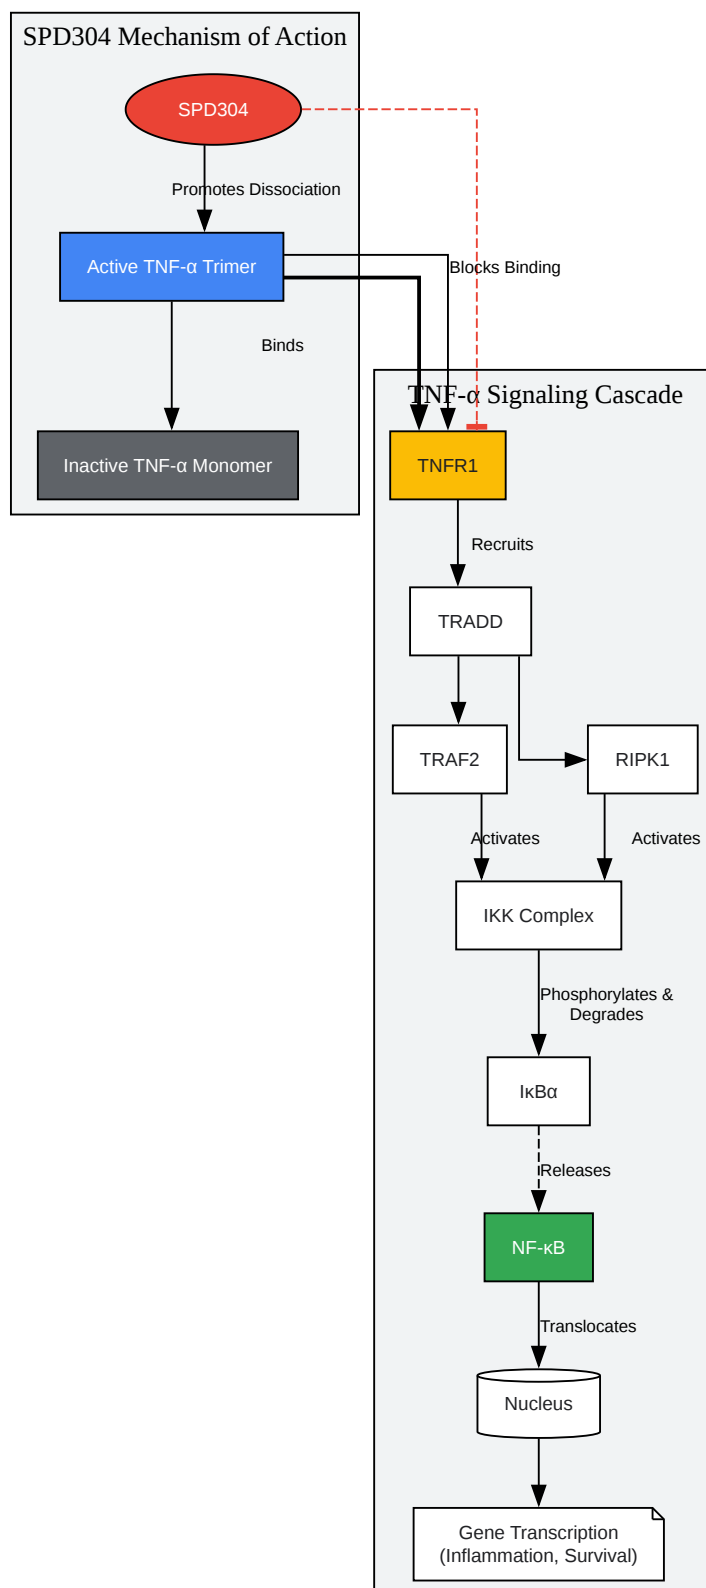 SPD304 Mechanism of Action
SPD304
Promotes Dissociation
Active TNF-α Trimer
Blocks Binding
Binds
TNF-α Signaling Cascade
Inactive TNF-α Monomer
TNFR1
Recruits
TRADD
TRAF2
RIPK1
Activates
Activates
IKK Complex
Phosphorylates &
Degrades
IκBα
Releases
NF-κB
Translocates
Nucleus
Gene Transcription
(Inflammation, Survival)